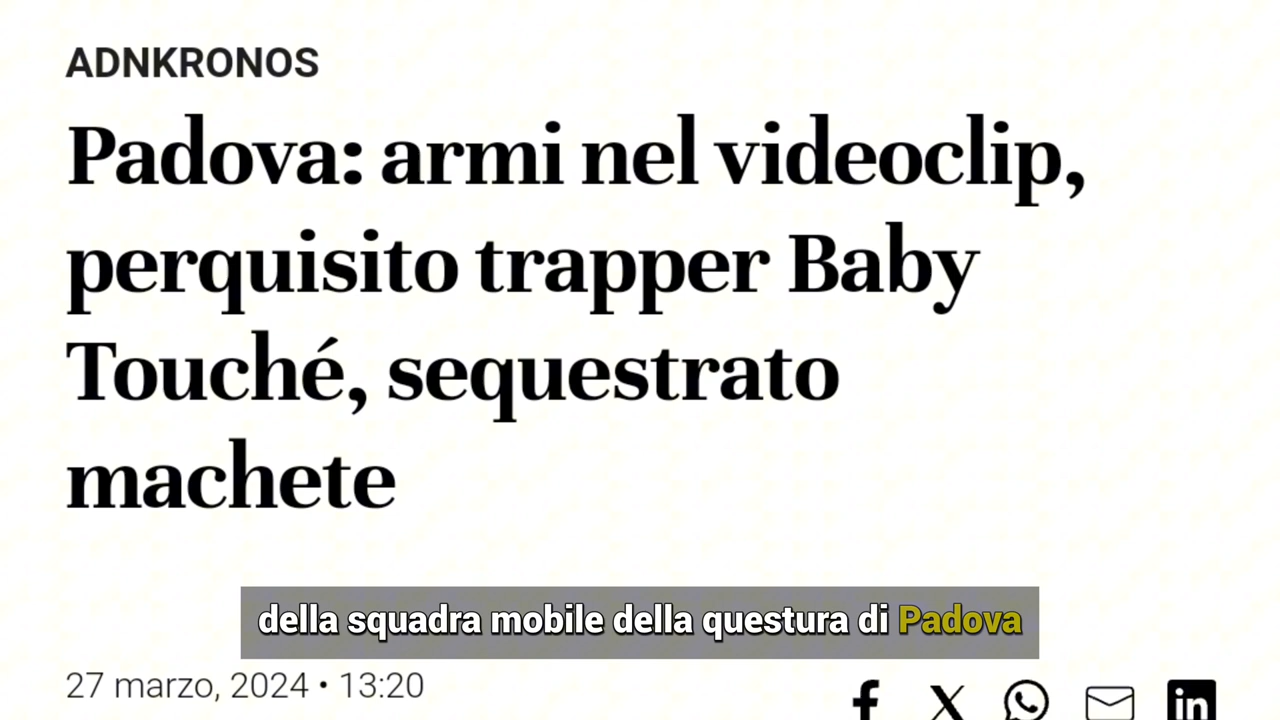 ADNKRONOS
Padova: armi nel videoclip,
perquisito trapper Baby
Touché, sequestrato
machete
della squadra mobile della questura di Padova
27 marzo, 2024 • 13:20